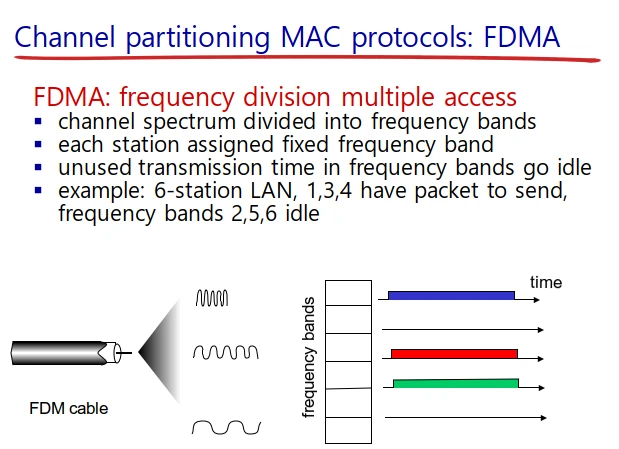 Channel partitioning MAC protocols: FDMA
FDMA: frequency division multiple access
▪ channel spectrum divided into frequency bands
▪ each station assigned fixed frequency band
▪ unused transmission time in frequency bands go idle
▪ example: 6-station LAN, 1,3,4 have packet to send,
frequency bands 2,5,6 idle
time
frequency bands
FDM cable